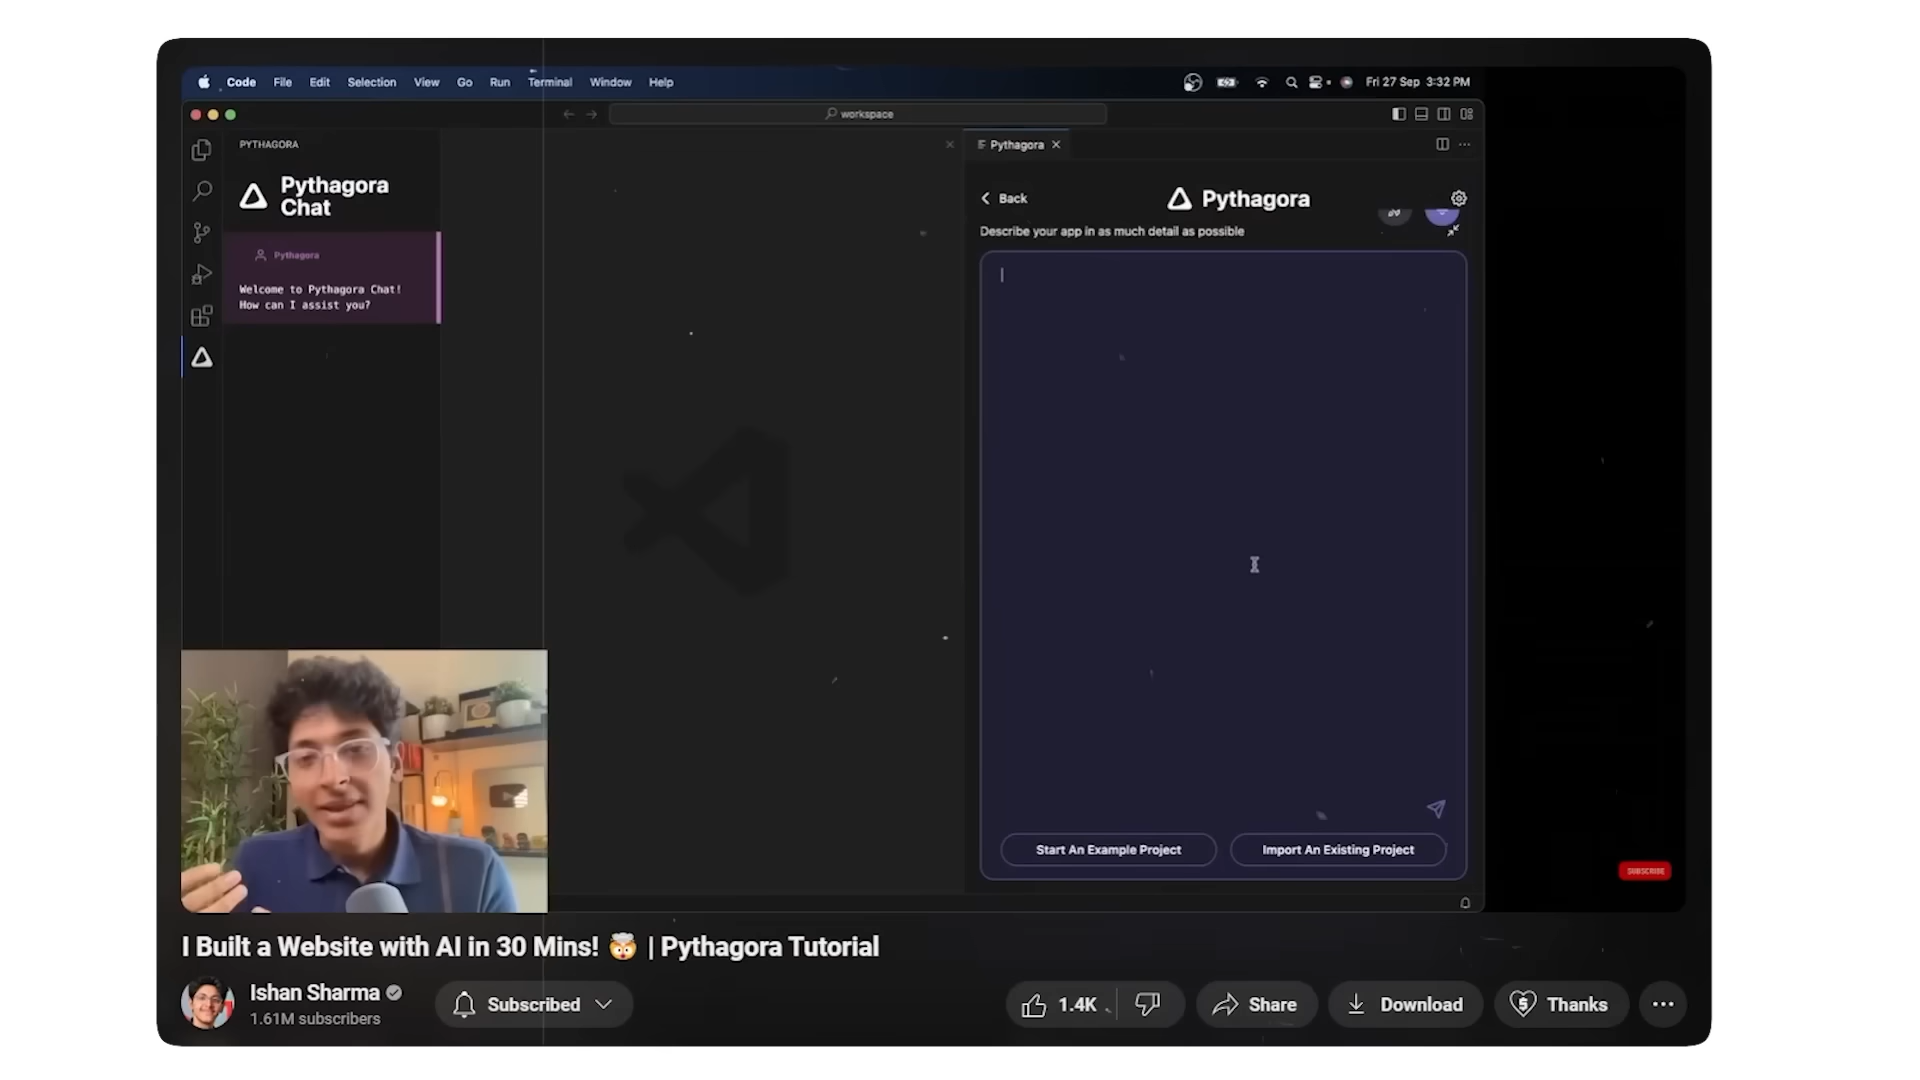 Code File Edit Selection View Go Run Terminal Window Help
Fri 27 Sep 3:32 PM
workspace
PYTHAGORA
Pythagora
Pythagora
Chat
Back
Pythagora
Describe your app in as much detail as possible
Pythagora
Welcome to Pythagora Chat!
How can I assist you?
Start An Example Project
Import An Existing Project
SUBSCRIBE
I Built a Website with AI in 30 Mins! 🤯 | Pythagora Tutorial
Ishan Sharma
1.61M subscribers
Subscribed
1.4K
Share
Download
Thanks